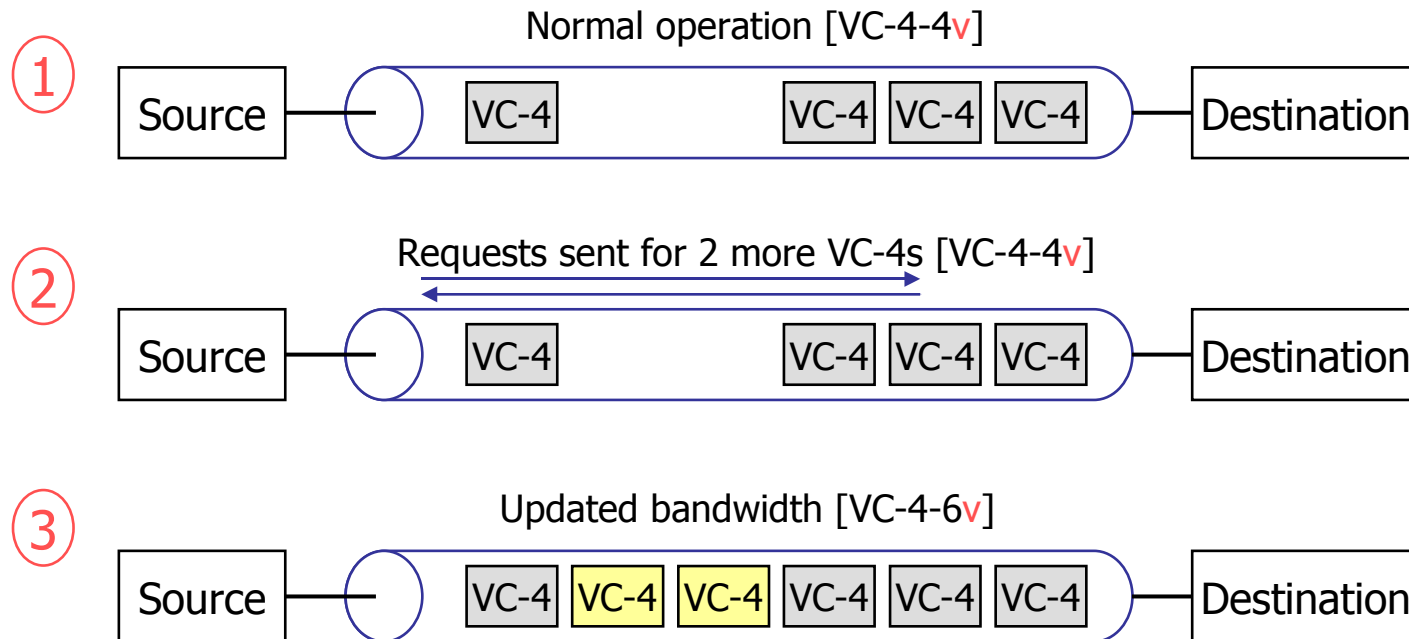 Normal operation [VC-4-4v]
1
Source
VC-4
VC-4
VC-4
VC-4
Destination
Requests sent for 2 more VC-4s [VC-4-4v]
2
Source
VC-4
VC-4
VC-4
VC-4
Destination
Updated bandwidth [VC-4-6v]
3
Source
VC-4
VC-4
VC-4
VC-4
VC-4
VC-4
Destination